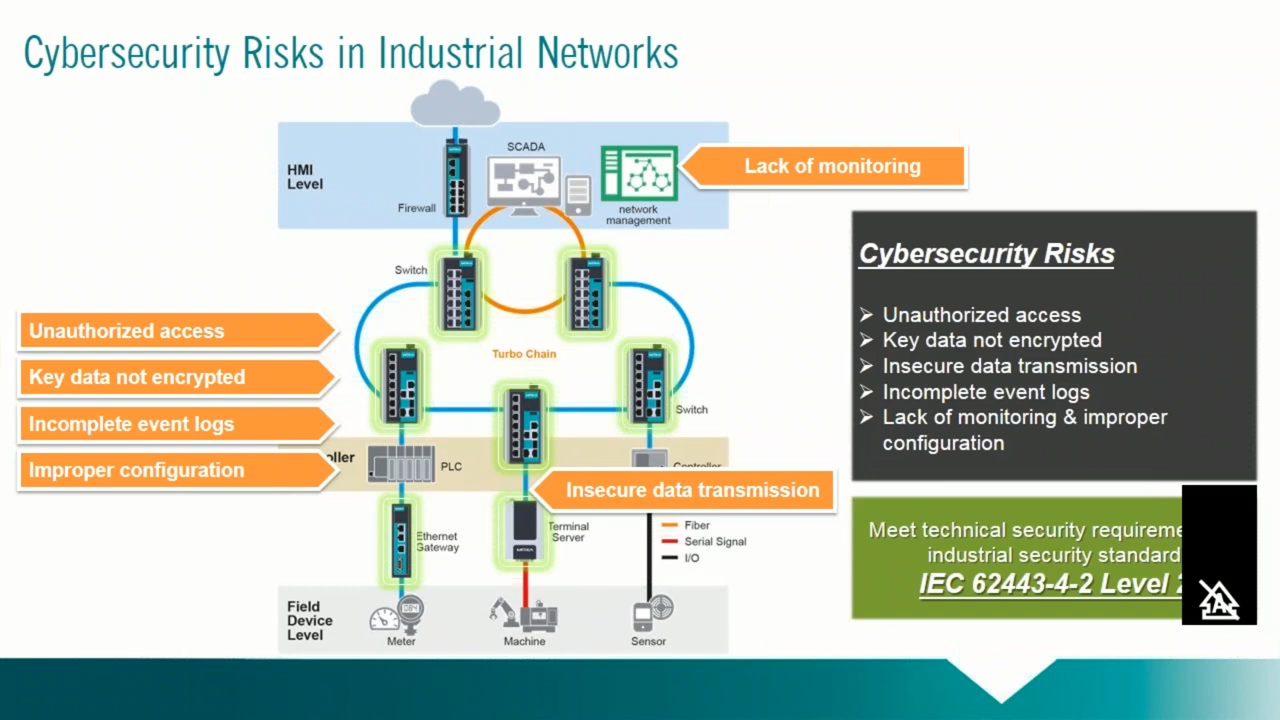 Cybersecurity Risks in Industrial Networks
HMI
Level
SCADA
Firewall
network
management
Lack of monitoring
Switch
Turbo Chain
Unauthorized access
Key data not encrypted
Incomplete event logs
Improper configuration
Switch
PLC
Insecure data transmission
Ethernet
Gateway
Terminal
Server
Fiber
Serial Signal
I/O
Field
Device
Level
Meter
Machine
Sensor
Cybersecurity Risks
Unauthorized access
Key data not encrypted
Insecure data transmission
Incomplete event logs
Lack of monitoring & improper
configuration
Meet technical security
industrial security standard
IEC 62443-4-2 Level